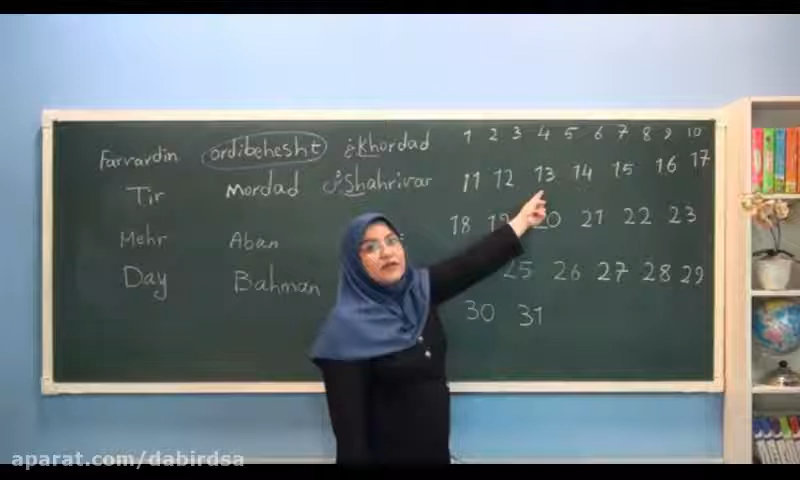 Farvardin ordibehesht خ Khordad 1 2 3 4 5 6 7 8 9 10
Tir Mordad ش Shahrivar 11 12 13 14 15 16 17
Mehr Aban 18 19 20 21 22 23
Day Bahman 25 26 27 28 29
30 31
aparat.com/dabirdsa